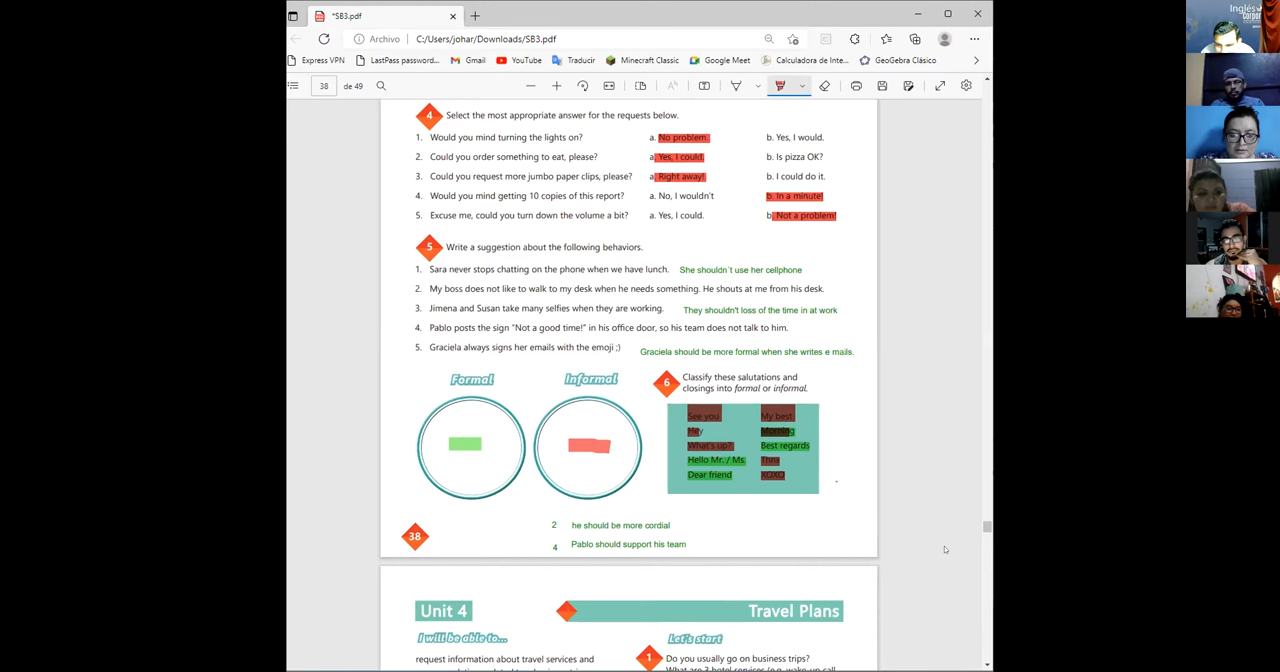 Inglés
Corpor
*SB3.pdf
Archivo
C:/Users/johar/Downloads/SB3.pdf
Express VPN
LastPass password...
Gmail
YouTube
Traducir
Minecraft Classic
Google Meet
Calculadora de Inte...
GeoGebra Clásico
38 de 49
4 Select the most appropriate answer for the requests below.
1. Would you mind turning the lights on? a. No problem. b. Yes, I would.
2. Could you order something to eat, please? a. Yes, I could. b. Is pizza OK?
3. Could you request more jumbo paper clips, please? a. Right away! b. I could do it.
4. Would you mind getting 10 copies of this report? a. No, I wouldn't b. In a minute!
5. Excuse me, could you turn down the volume a bit? a. Yes, I could. b. Not a problem!
5 Write a suggestion about the following behaviors.
1. Sara never stops chatting on the phone when we have lunch. She shouldn´t use her cellphone
2. My boss does not like to walk to my desk when he needs something. He shouts at me from his desk.
3. Jimena and Susan take many selfies when they are working. They shouldn't loss of the time in at work
4. Pablo posts the sign "Not a good time!" in his office door, so his team does not talk to him.
5. Graciela always signs her emails with the emoji ;) Graciela should be more formal when she writes e mails.
Formal
Informal
6 Classify these salutations and
closings into formal or informal.
See you My best
Hey Morning
What's up? Best regards
Hello Mr. / Ms Thnx
Dear friend XOXO
2 he should be more cordial
4 Pablo should support his team
38
Unit 4
Travel Plans
I will be able to...
Let's start
request information about travel services and
1 Do you usually go on business trips?
What are 3 hotel services (e.g. wake-up call